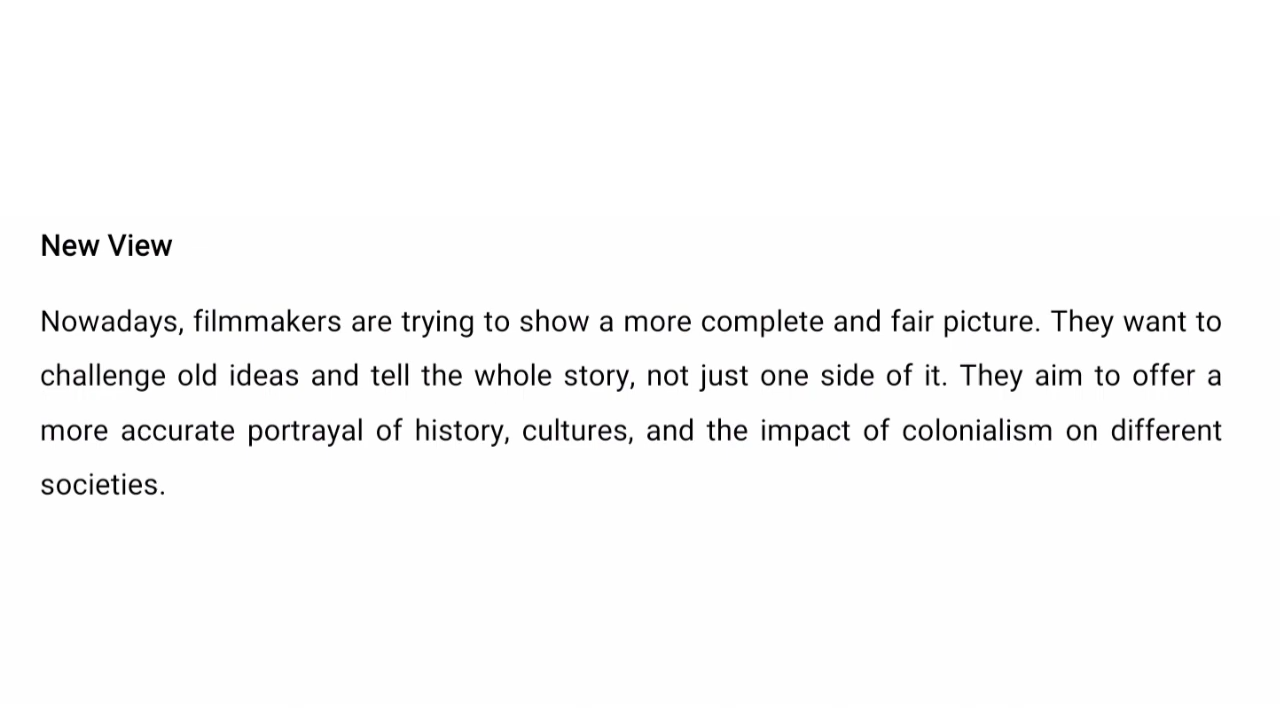 New View
Nowadays, filmmakers are trying to show a more complete and fair picture. They want to
challenge old ideas and tell the whole story, not just one side of it. They aim to offer a
more accurate portrayal of history, cultures, and the impact of colonialism on different
societies.